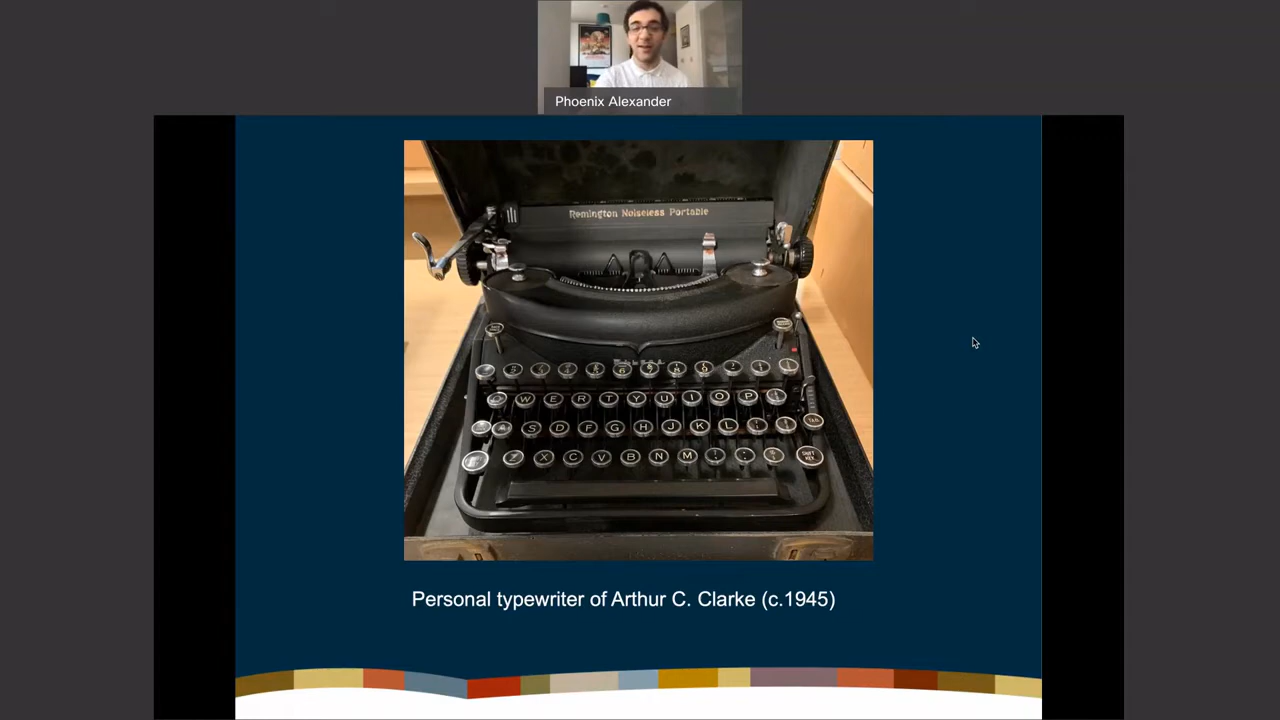 Phoenix Alexander
Remington Noiseless Portable
W E R T Y U I O P
S D F G H J K L
X C V B N M
Personal typewriter of Arthur C. Clarke (c.1945)